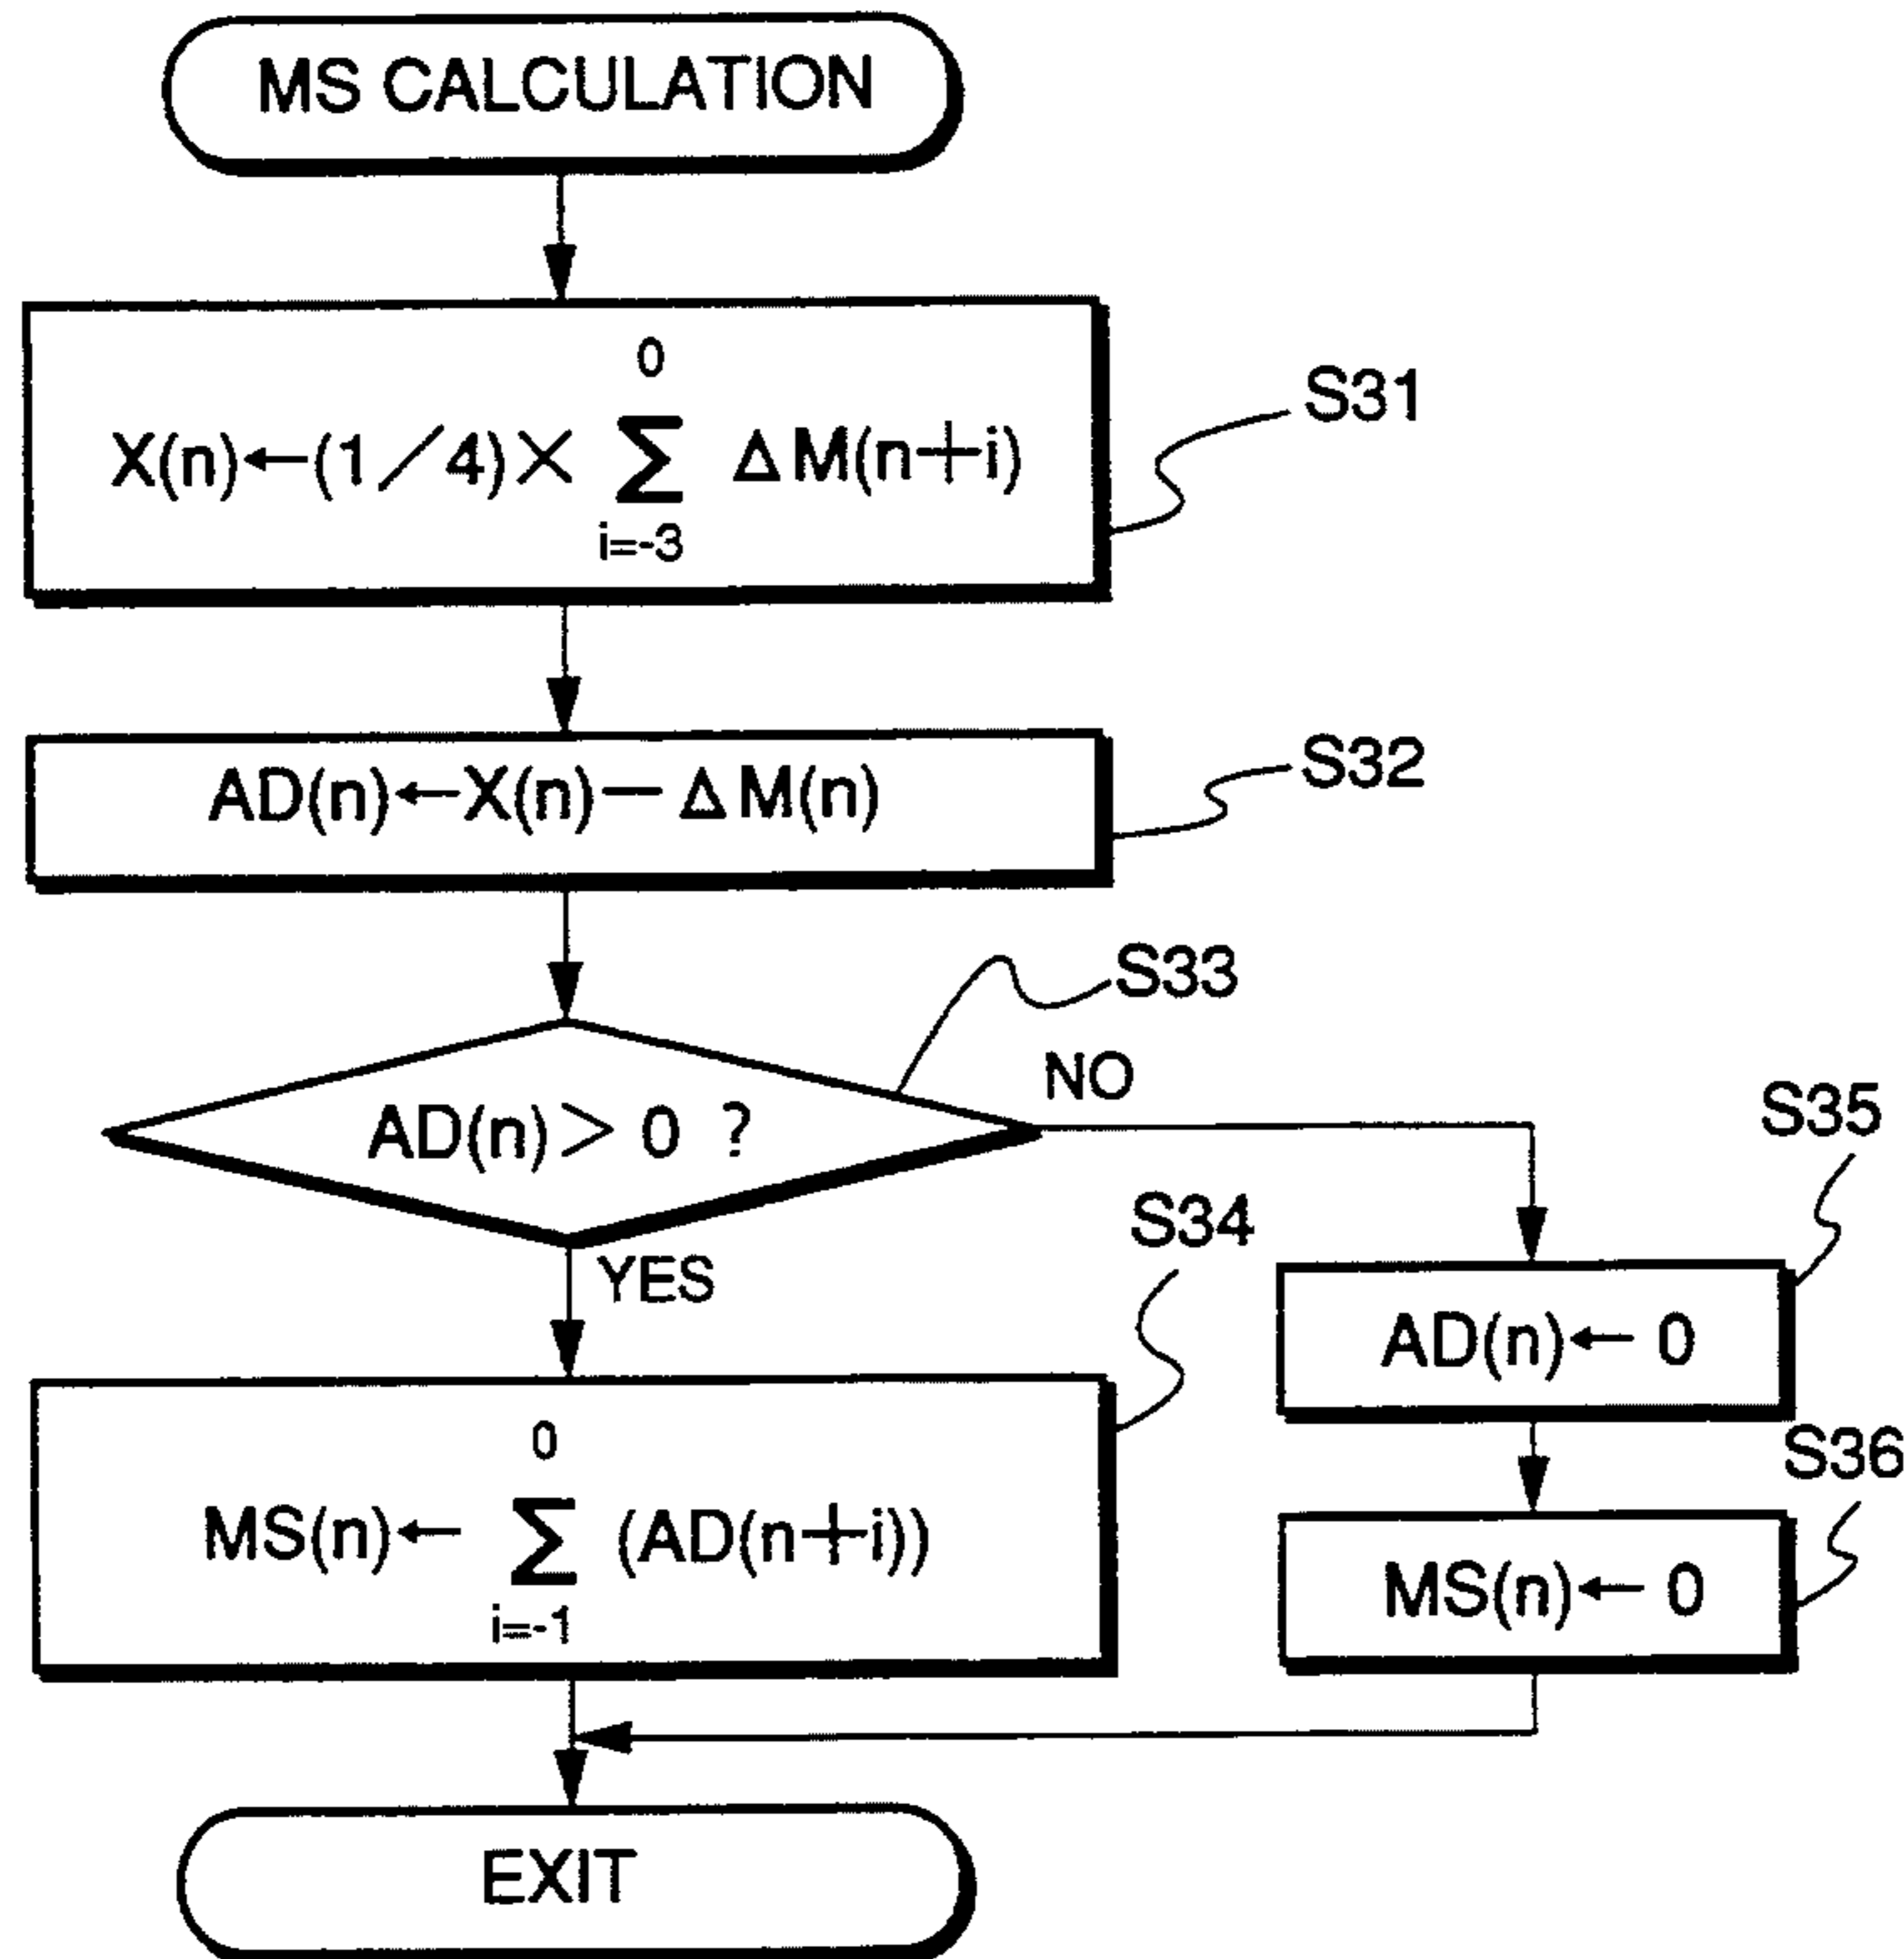 MS CALCULATION
0
X(n)←(1／4)× Σ ΔM(n+i)
i=-3
S31
AD(n)←X(n)－ΔM(n)
S32
AD(n)＞0 ?
S33
NO
YES
0
MS(n)← Σ (AD(n+i))
i=-1
S34
AD(n)← 0
S35
MS(n)← 0
S36
EXIT